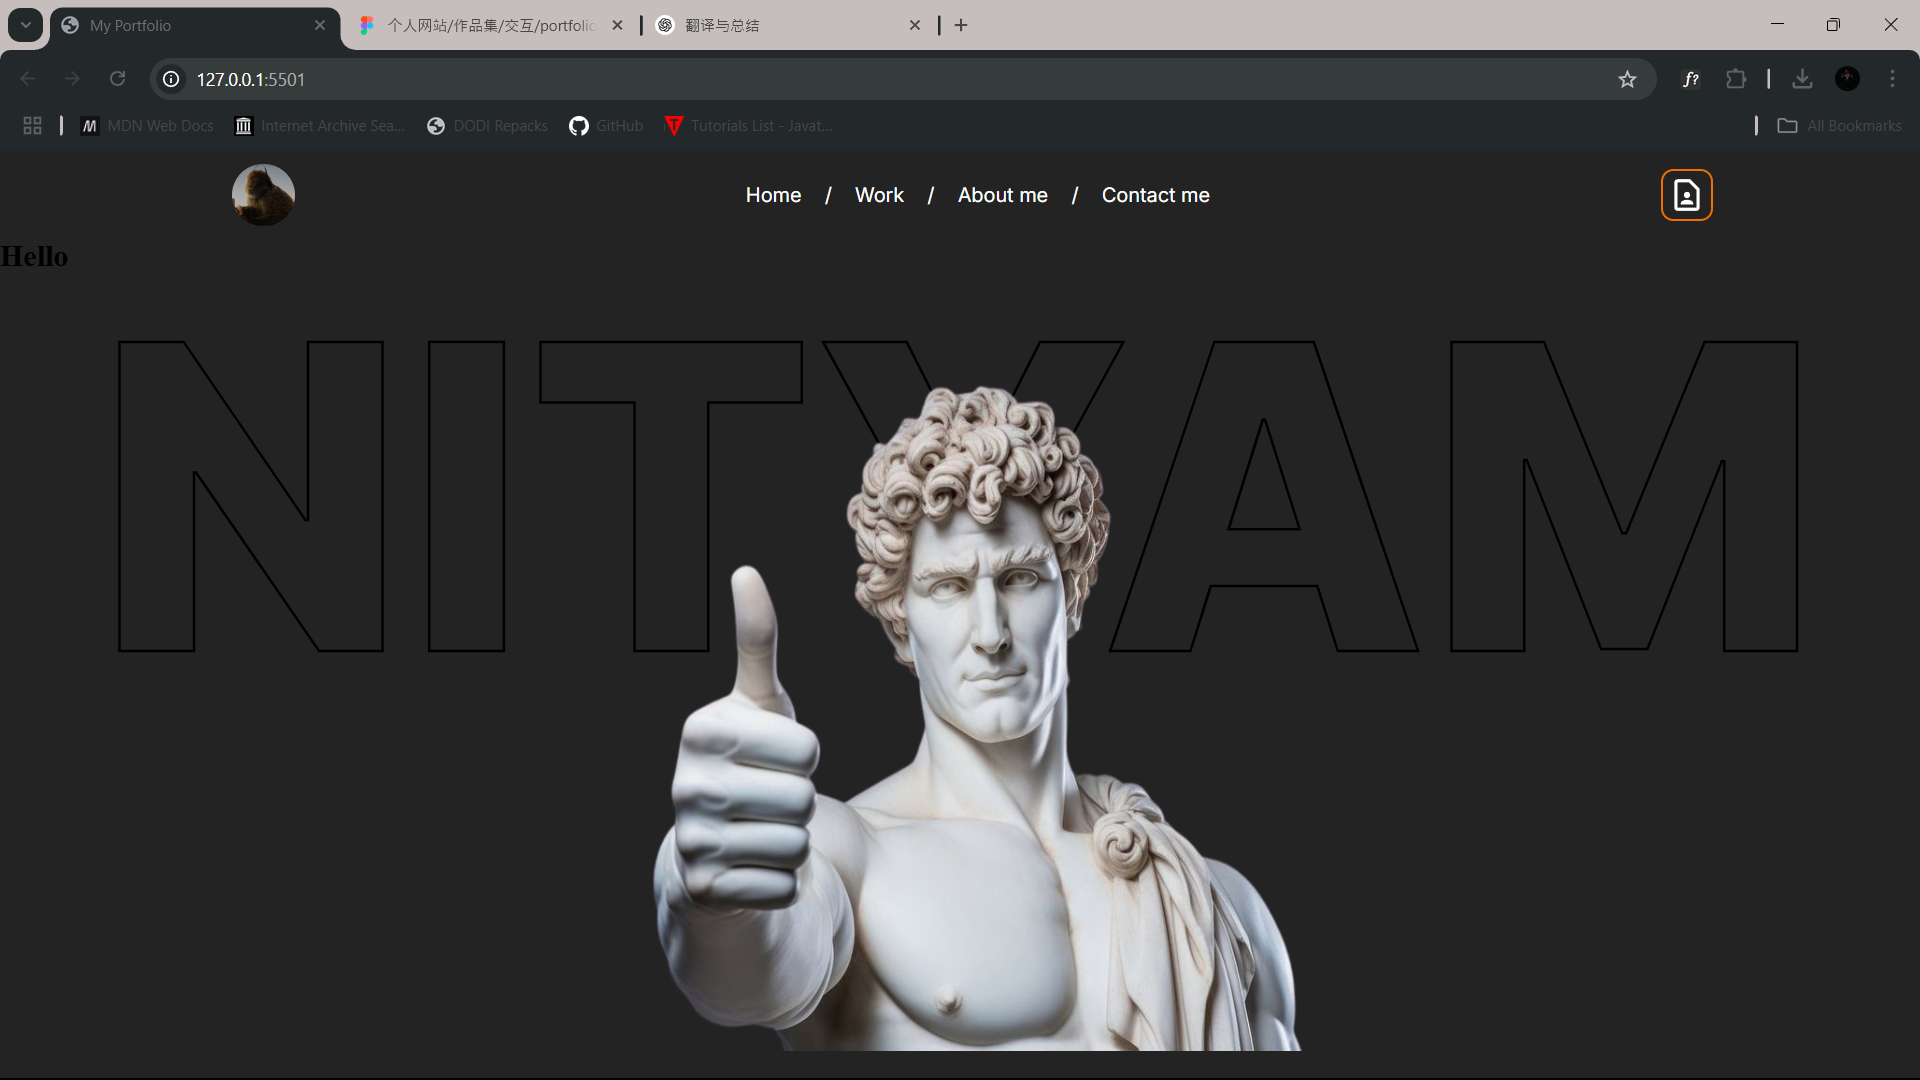 My Portfolio
个人网站/作品集/交互/portfolio
翻译与总结
127.0.0.1:5501
f?
MDN Web Docs
Internet Archive Sea...
DODI Repacks
GitHub
Tutorials List - Javat...
All Bookmarks
Home / Work / About me / Contact me
Hello
NITYAM